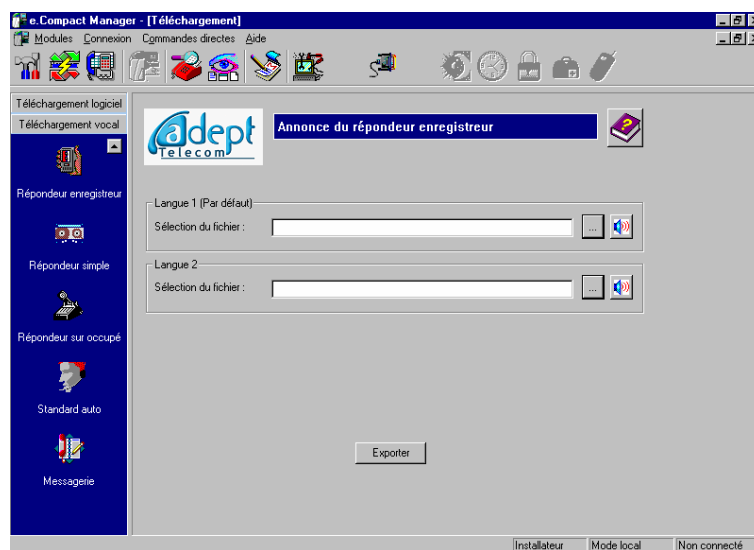 e.Compact Manager - [Téléchargement]
Modules Connexion Commandes directes Aide
Téléchargement logiciel
Téléchargement vocal
Répondeur enregistreur
Répondeur simple
Répondeur sur occupé
Standard auto
Messagerie
adept
Telecom
Annonce du répondeur enregistreur
?
Langue 1 (Par défaut)
Sélection du fichier :
...
Langue 2
Sélection du fichier :
...
Exporter
Installateur Mode local Non connecté